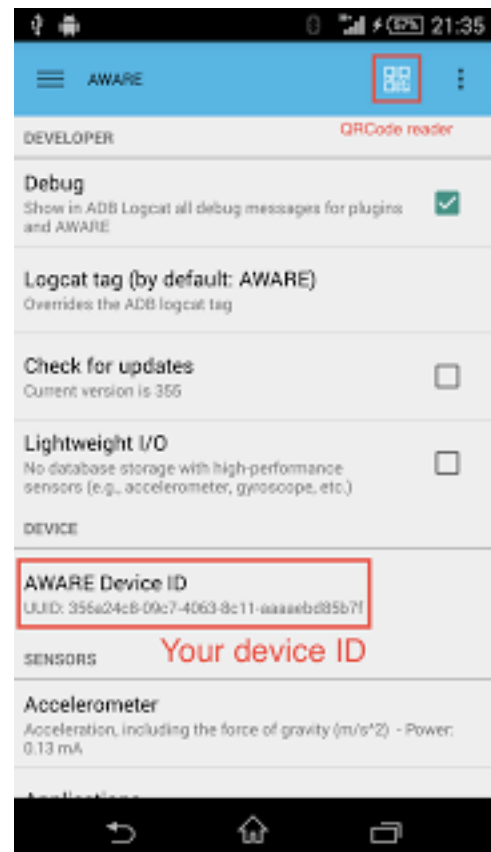 57% 21:35
AWARE
QRCode reader
DEVELOPER
Debug
Show in ADB Logcat all debug messages for plugins
and AWARE
Logcat tag (by default: AWARE)
Overrides the ADB logcat tag
Check for updates
Current version is 355
Lightweight I/O
No database storage with high-performance
sensors (e.g., accelerometer, gyroscope, etc.)
DEVICE
AWARE Device ID
UUID: 356a24c8-09c7-4063-8c11-aaaaebd85b7f
Your device ID
SENSORS
Accelerometer
Acceleration, including the force of gravity (m/s^2) - Power:
0.13 mA